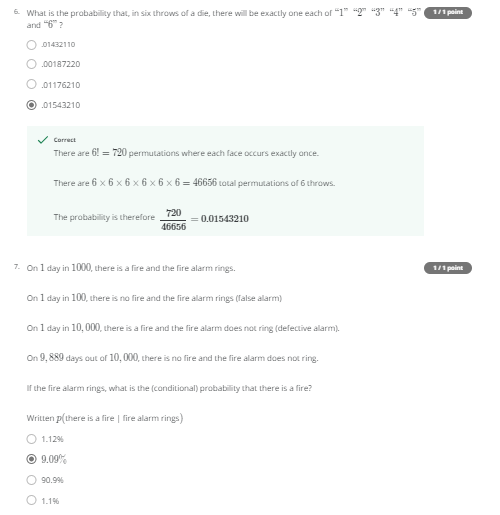 6. What is the probability that, in six throws of a die, there will be exactly one each of “1” “2” “3” “4” “5” 1 / 1 point
and “6” ?
.01432110
.00187220
.01176210
.01543210
Correct
There are 6! = 720 permutations where each face occurs exactly once.
There are 6 × 6 × 6 × 6 × 6 × 6 = 46656 total permutations of 6 throws.
The probability is therefore 720/46656 = 0.01543210
7. On 1 day in 1000, there is a fire and the fire alarm rings. 1 / 1 point
On 1 day in 100, there is no fire and the fire alarm rings (false alarm)
On 1 day in 10, 000, there is a fire and the fire alarm does not ring (defective alarm).
On 9, 889 days out of 10, 000, there is no fire and the fire alarm does not ring.
If the fire alarm rings, what is the (conditional) probability that there is a fire?
Written p(there is a fire | fire alarm rings)
1.12%
9.09%
90.9%
1.1%